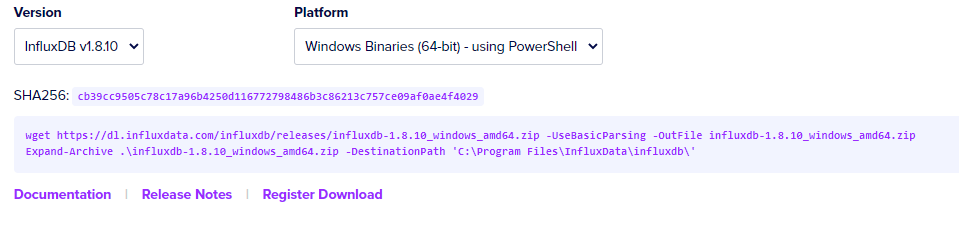 Version Platform
InfluxDB v1.8.10 Windows Binaries (64-bit) - using PowerShell
SHA256: cb39cc9505c78c17a96b4250d116772798486b3c86213c757ce09af0ae4f4029
wget https://dl.influxdata.com/influxdb/releases/influxdb-1.8.10_windows_amd64.zip -UseBasicParsing -OutFile influxdb-1.8.10_windows_amd64.zip
Expand-Archive .\influxdb-1.8.10_windows_amd64.zip -DestinationPath 'C:\Program Files\InfluxData\influxdb\'
Documentation | Release Notes | Register Download